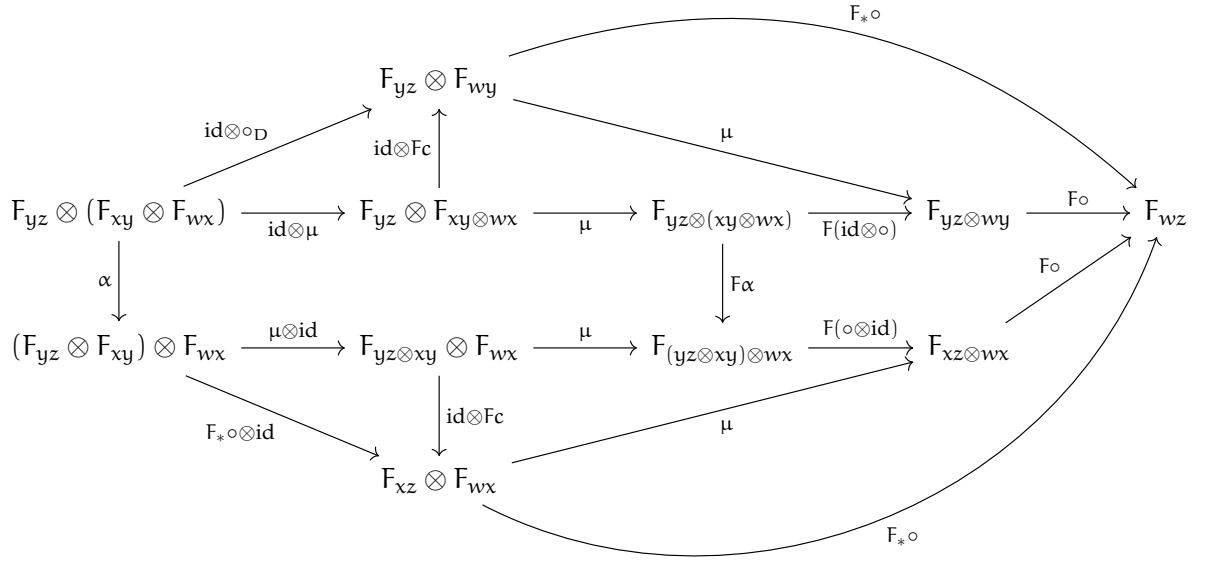 F∗∘
F_{yz} ⊗ F_{wy}
id⊗∘_D
id⊗Fc
μ
F_{yz} ⊗ (F_{xy} ⊗ F_{wx}) F_{yz} ⊗ F_{xy⊗wx} F_{yz⊗(xy⊗wx)} F_{yz⊗wy} F∘ F_{wz}
id⊗μ μ F(id⊗∘)
α Fα F∘
(F_{yz} ⊗ F_{xy}) ⊗ F_{wx} μ⊗id F_{yz⊗xy} ⊗ F_{wx} μ F_{(yz⊗xy)⊗wx} F(∘⊗id) F_{xz⊗wx}
id⊗Fc
F∗∘⊗id μ
F_{xz} ⊗ F_{wx}
F∗∘